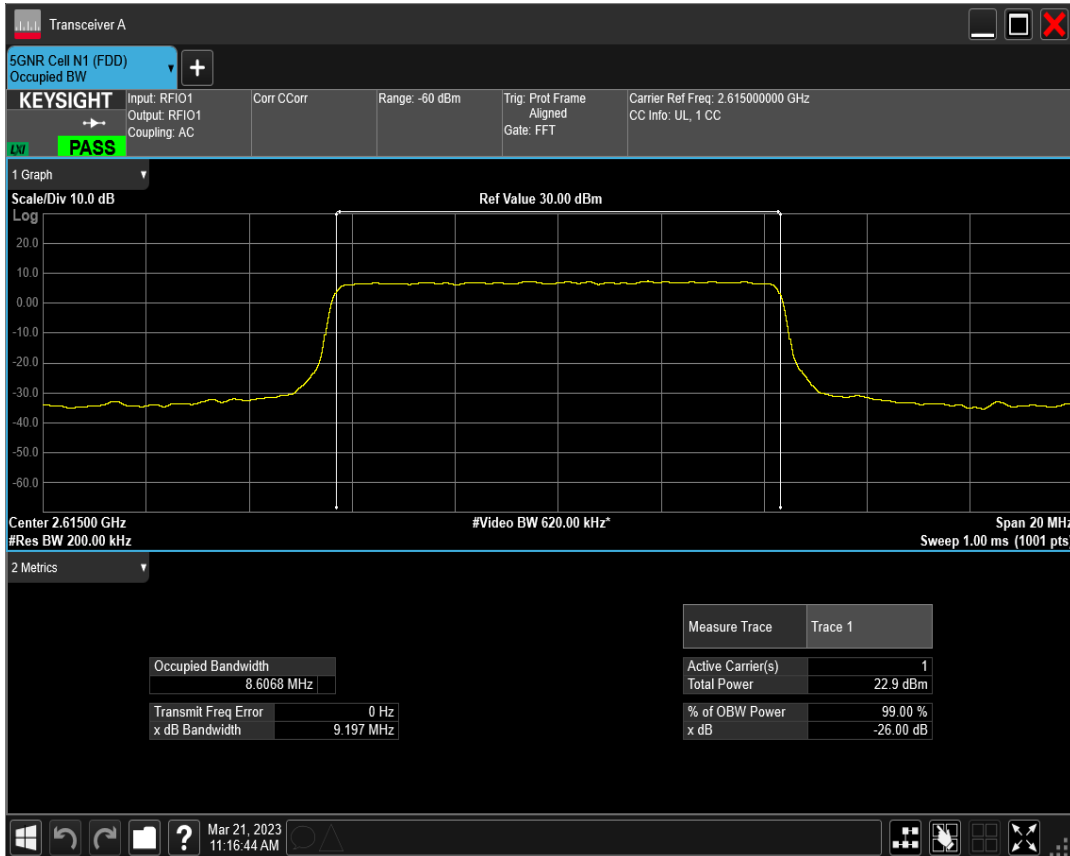 Transceiver A
5GNR Cell N1 (FDD)
Occupied BW
+
KEYSIGHT
LXI
PASS
Input: RFIO1
Output: RFIO1
Coupling: AC
Corr CCorr
Range: -60 dBm
Trig: Prot Frame
Aligned
Gate: FFT
Carrier Ref Freq: 2.615000000 GHz
CC Info: UL, 1 CC
1 Graph
Scale/Div 10.0 dB
Ref Value 30.00 dBm
Log
20.0
10.0
0.00
-10.0
-20.0
-30.0
-40.0
-50.0
-60.0
Center 2.61500 GHz
#Video BW 620.00 kHz*
Span 20 MHz
#Res BW 200.00 kHz
Sweep 1.00 ms (1001 pts)
2 Metrics
Measure Trace Trace 1
Occupied Bandwidth
8.6068 MHz
Active Carrier(s) 1
Total Power 22.9 dBm
Transmit Freq Error 0 Hz
x dB Bandwidth 9.197 MHz
% of OBW Power 99.00 %
x dB -26.00 dB
?
Mar 21, 2023
11:16:44 AM